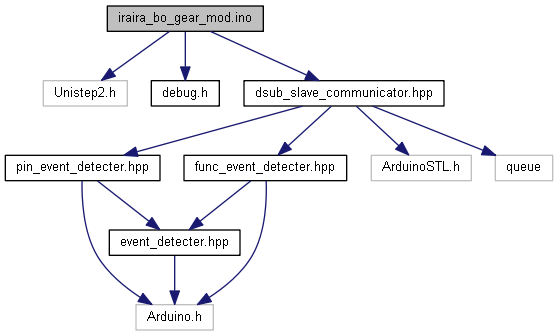 iraira_bo_gear_mod.ino
Unistep2.h
debug.h
dsub_slave_communicator.hpp
pin_event_detecter.hpp
func_event_detecter.hpp
ArduinoSTL.h
queue
event_detecter.hpp
Arduino.h